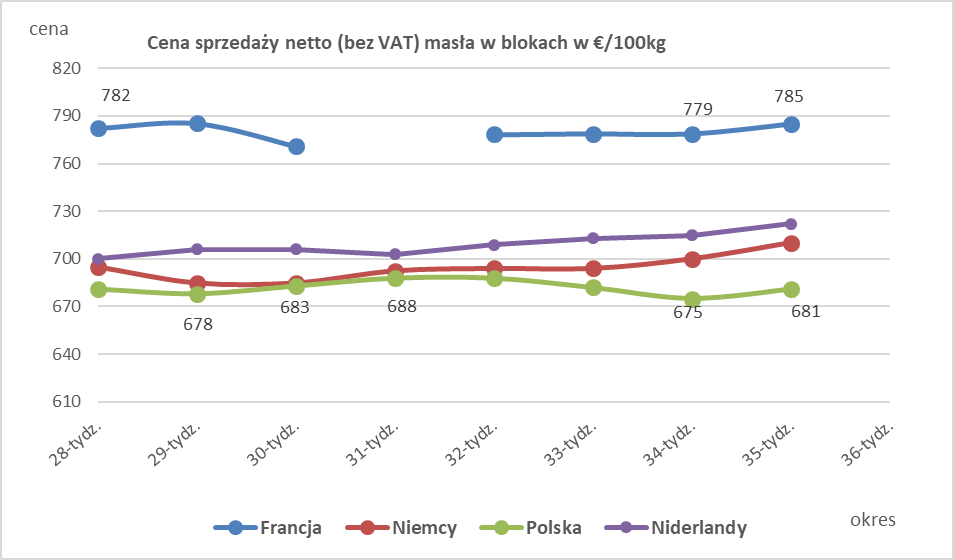 cena
Cena sprzedaży netto (bez VAT) masła w blokach w €/100kg
820
790
760
730
700
670
640
610
782
779
785
678
683
688
675
681
28-tydz.
29-tydz.
30-tydz.
31-tydz.
32-tydz.
33-tydz.
34-tydz.
35-tydz.
36-tydz.
okres
Francja
Niemcy
Polska
Niderlandy